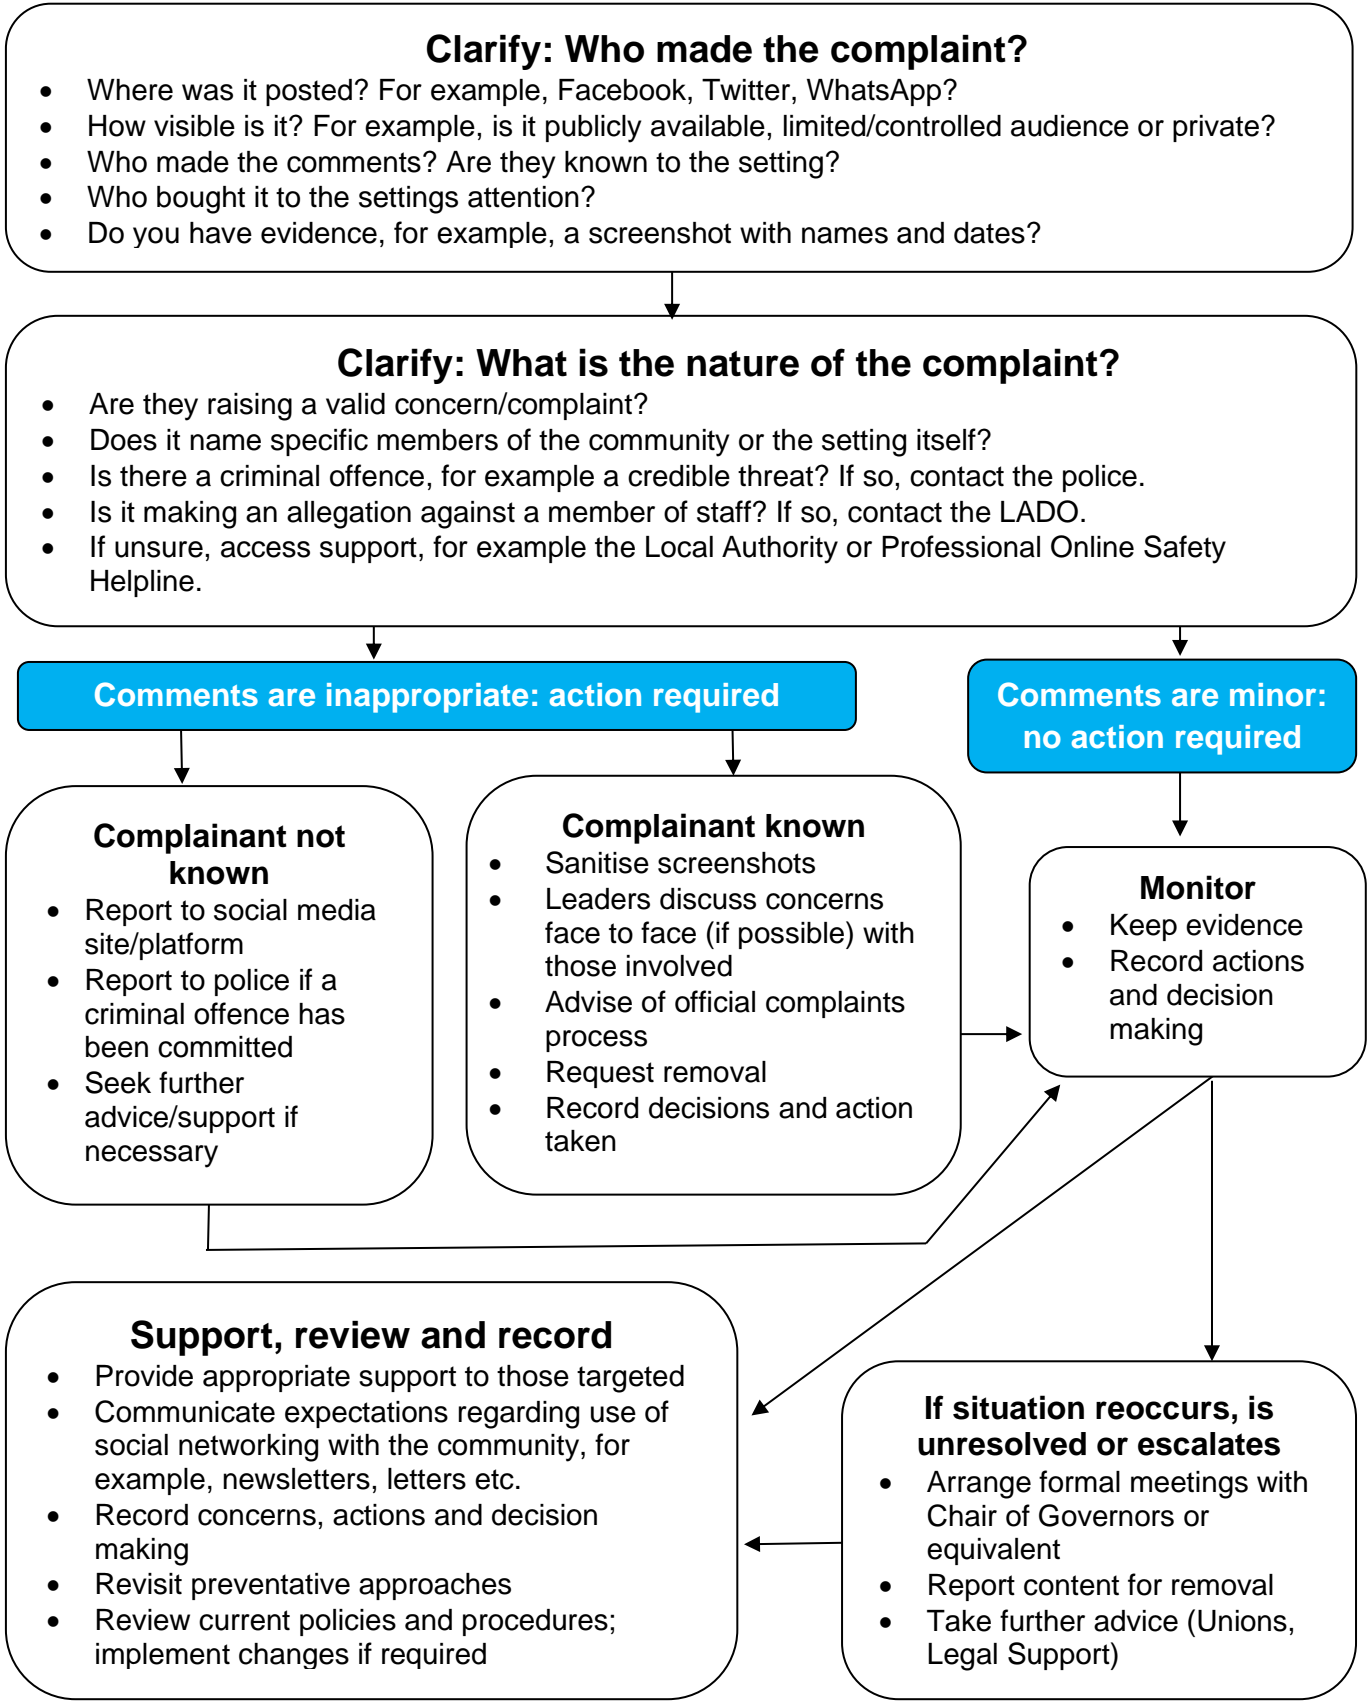 Clarify: Who made the complaint?
• Where was it posted? For example, Facebook, Twitter, WhatsApp?
• How visible is it? For example, is it publicly available, limited/controlled audience or private?
• Who made the comments? Are they known to the setting?
• Who bought it to the settings attention?
• Do you have evidence, for example, a screenshot with names and dates?
Clarify: What is the nature of the complaint?
• Are they raising a valid concern/complaint?
• Does it name specific members of the community or the setting itself?
• Is there a criminal offence, for example a credible threat? If so, contact the police.
• Is it making an allegation against a member of staff? If so, contact the LADO.
• If unsure, access support, for example the Local Authority or Professional Online Safety
Helpline.
Comments are inappropriate: action required
Comments are minor:
no action required
Complainant not
known
• Report to social media
site/platform
• Report to police if a
criminal offence has
been committed
• Seek further
advice/support if
necessary
Complainant known
• Sanitise screenshots
• Leaders discuss concerns
face to face (if possible) with
those involved
• Advise of official complaints
process
• Request removal
• Record decisions and action
taken
Monitor
• Keep evidence
• Record actions
and decision
making
Support, review and record
• Provide appropriate support to those targeted
• Communicate expectations regarding use of
social networking with the community, for
example, newsletters, letters etc.
• Record concerns, actions and decision
making
• Revisit preventative approaches
• Review current policies and procedures;
implement changes if required
If situation reoccurs, is
unresolved or escalates
• Arrange formal meetings with
Chair of Governors or
equivalent
• Report content for removal
• Take further advice (Unions,
Legal Support)